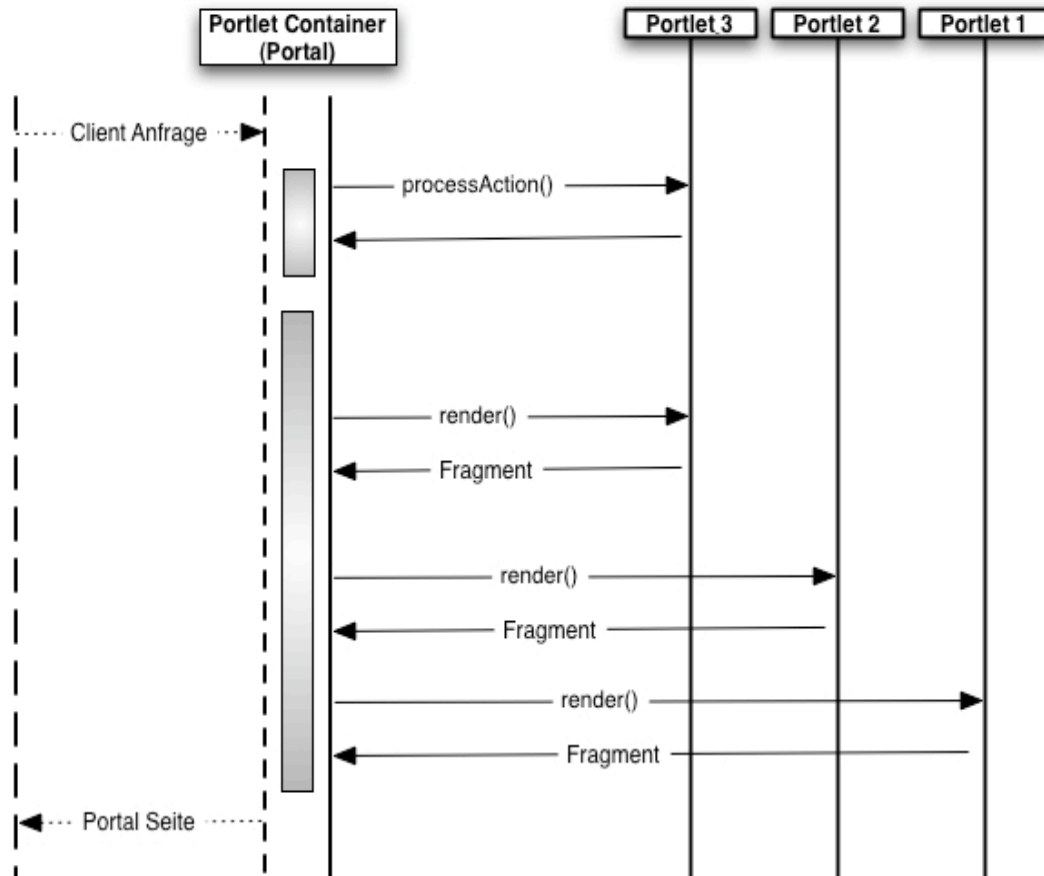 Portlet Container
(Portal)
Portlet 3
Portlet 2
Portlet 1
Client Anfrage
processAction()
render()
Fragment
render()
Fragment
render()
Fragment
Portal Seite